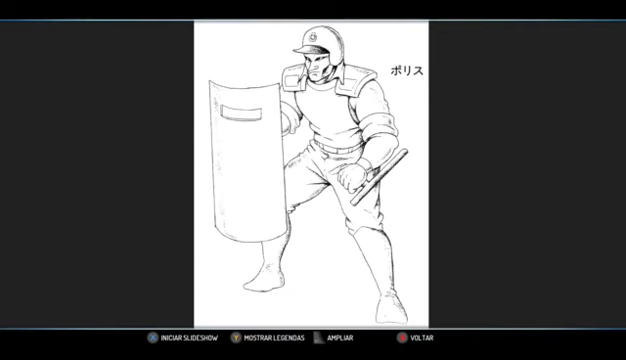 ポリス
INICIAR SLIDESHOW
MOSTRAR LEGENDAS
AMPLIAR
VOLTAR